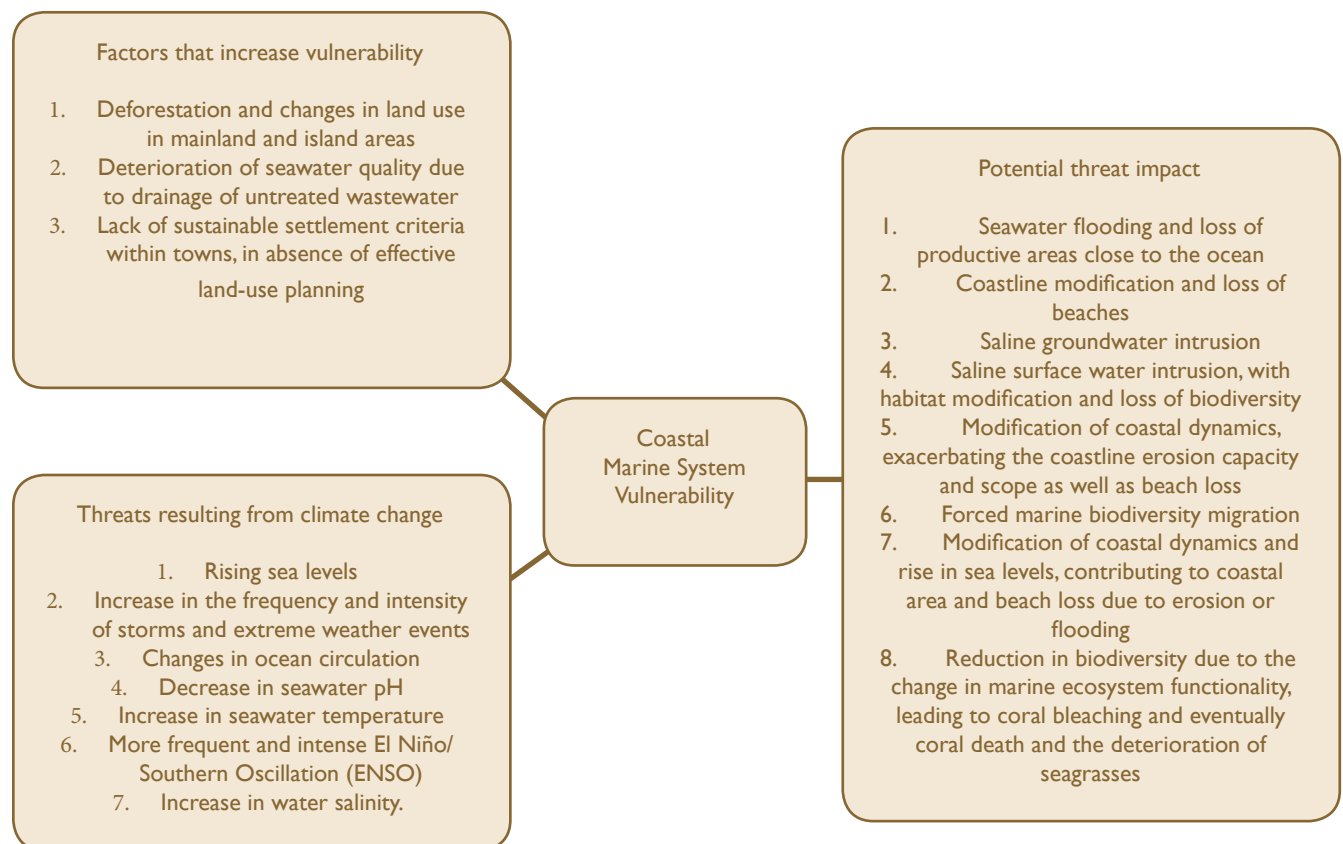 Factors that increase vulnerability
1. Deforestation and changes in land use
in mainland and island areas
2. Deterioration of seawater quality due
to drainage of untreated wastewater
3. Lack of sustainable settlement criteria
within towns, in absence of effective
land-use planning
Threats resulting from climate change
1. Rising sea levels
2. Increase in the frequency and intensity
of storms and extreme weather events
3. Changes in ocean circulation
4. Decrease in seawater pH
5. Increase in seawater temperature
6. More frequent and intense El Niño/
Southern Oscillation (ENSO)
7. Increase in water salinity.
Coastal
Marine System
Vulnerability
Potential threat impact
1. Seawater flooding and loss of
productive areas close to the ocean
2. Coastline modification and loss of
beaches
3. Saline groundwater intrusion
4. Saline surface water intrusion, with
habitat modification and loss of biodiversity
5. Modification of coastal dynamics,
exacerbating the coastline erosion capacity
and scope as well as beach loss
6. Forced marine biodiversity migration
7. Modification of coastal dynamics and
rise in sea levels, contributing to coastal
area and beach loss due to erosion or
flooding
8. Reduction in biodiversity due to the
change in marine ecosystem functionality,
leading to coral bleaching and eventually
coral death and the deterioration of
seagrasses